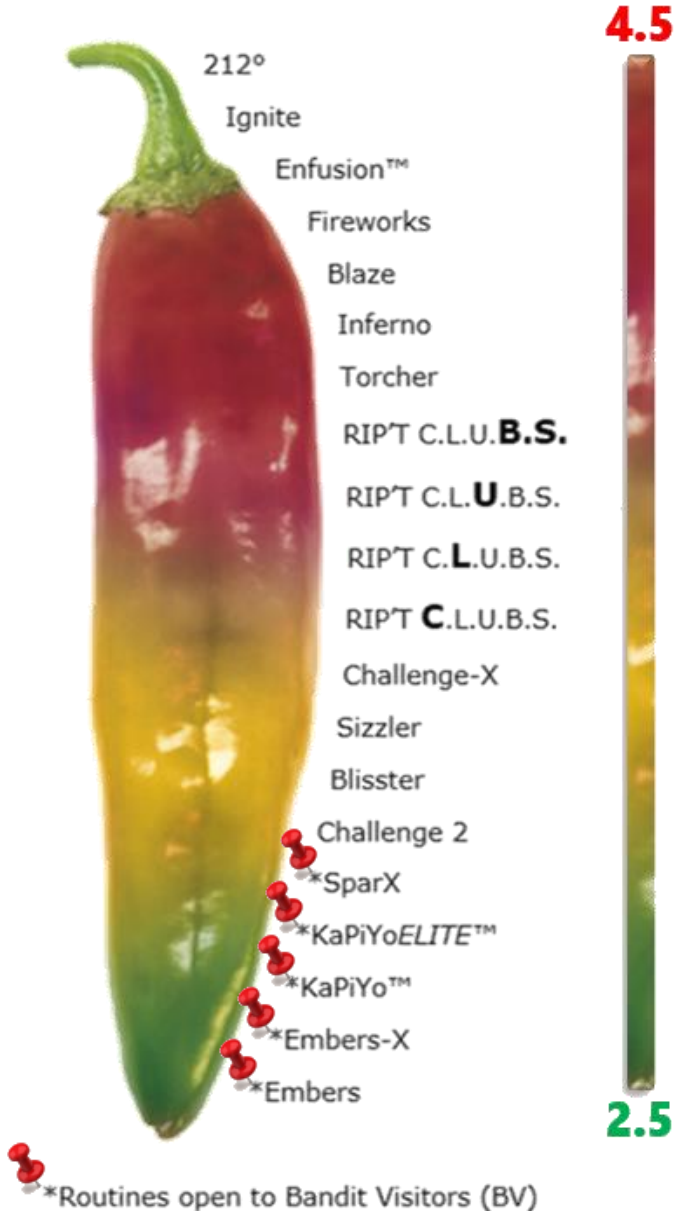 4.5
212°
Ignite
Enfusion™
Fireworks
Blaze
Inferno
Torcher
RIP'T C.L.U.B.S.
RIP'T C.L.U.B.S.
RIP'T C.L.U.B.S.
RIP'T C.L.U.B.S.
Challenge-X
Sizzler
Blisster
Challenge 2
*SparX
*KaPiYoELITE™
*KaPiYo™
*Embers-X
*Embers
2.5
*Routines open to Bandit Visitors (BV)